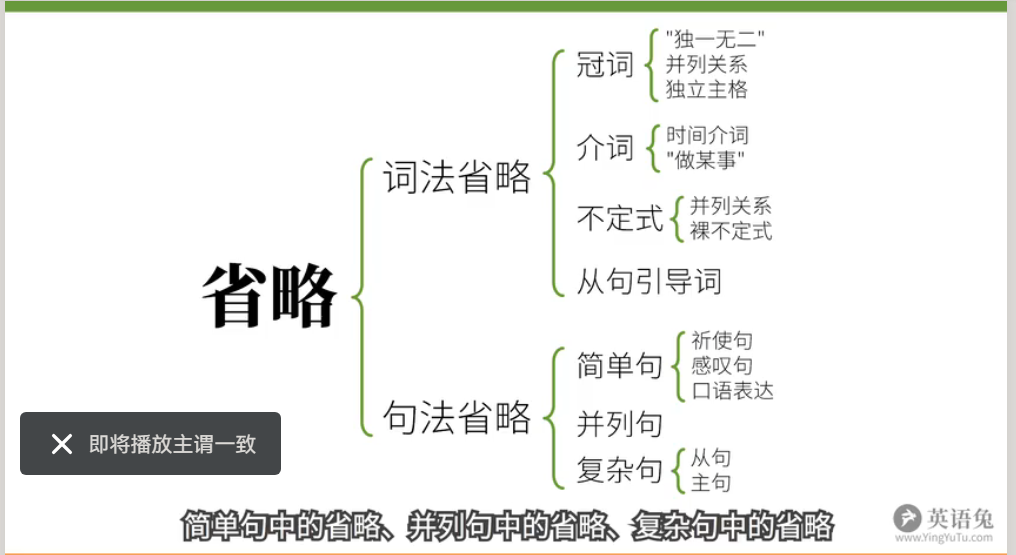 省略
词法省略
冠词
"独一无二"
并列关系
独立主格
介词
时间介词
"做某事"
不定式
并列关系
裸不定式
从句引导词
句法省略
简单句
祈使句
感叹句
口语表达
并列句
复杂句
从句
主句
即将播放主谓一致
简单句中的省略、并列句中的省略、复杂句中的省略
英语兔
www.YingYuTu.com